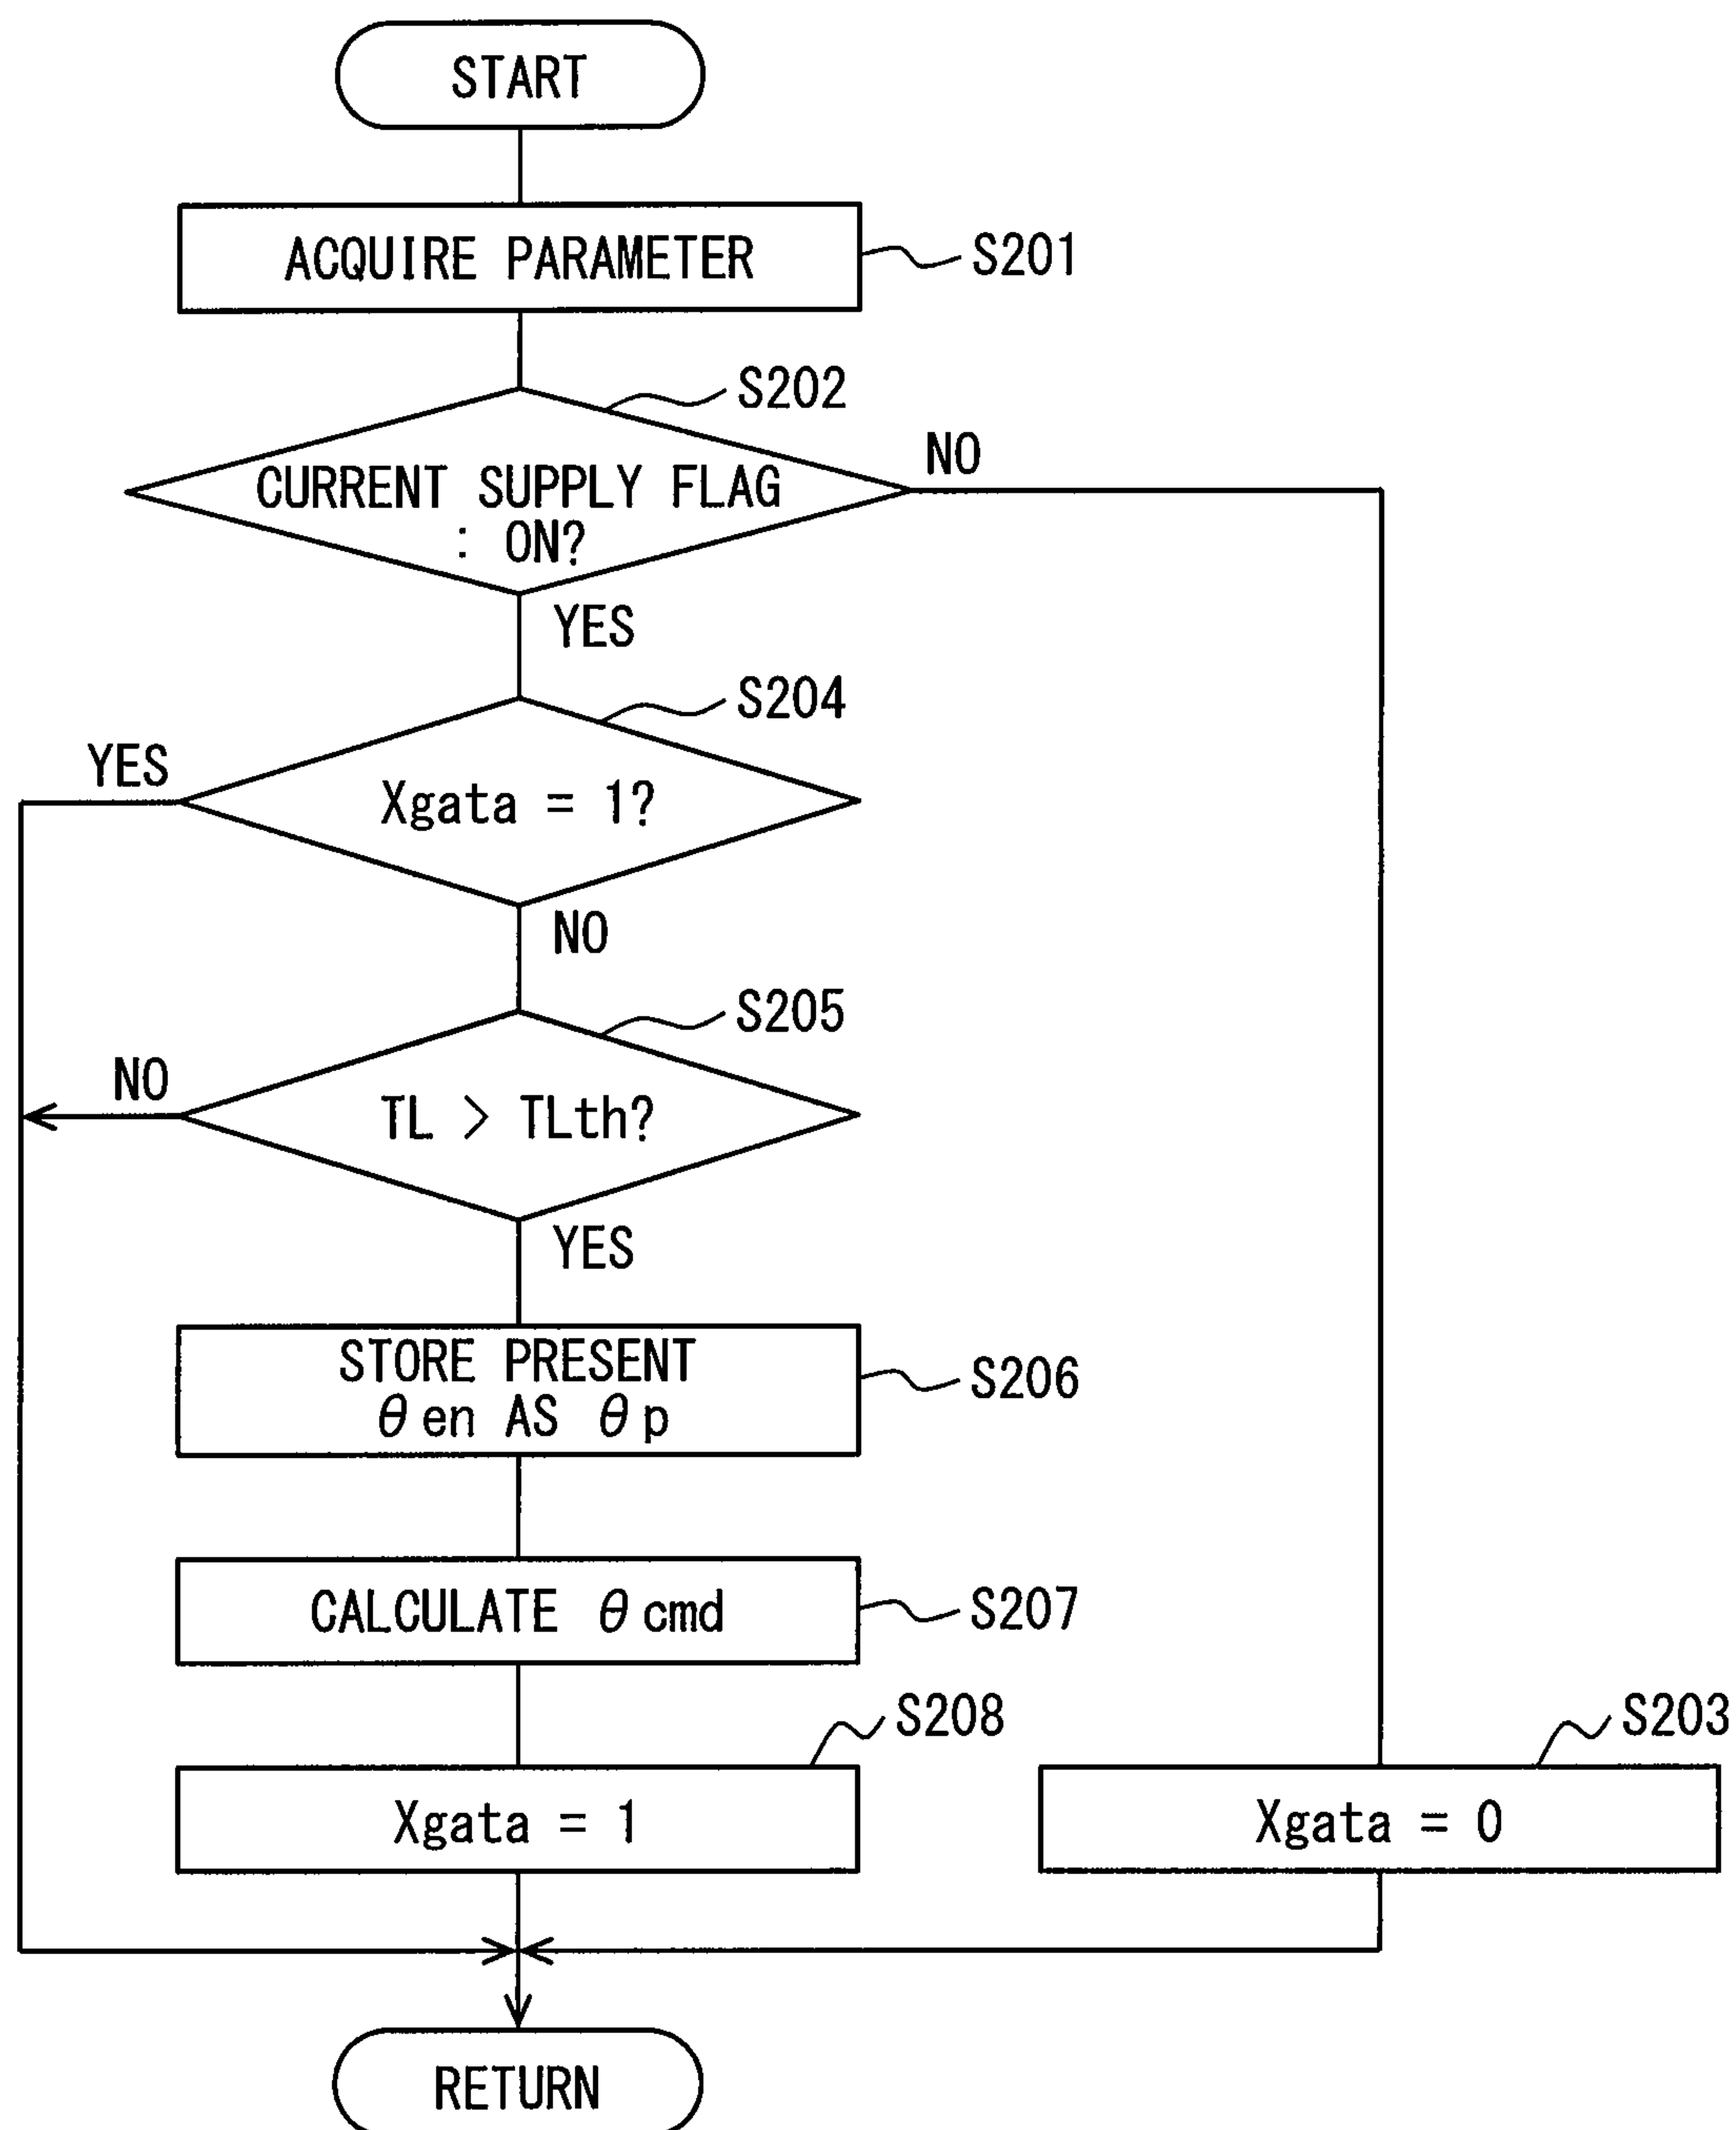 START
ACQUIRE PARAMETER
S201
S202
CURRENT SUPPLY FLAG
: ON?
NO
YES
S204
YES
Xgata = 1?
NO
S205
NO
TL > TLth?
YES
STORE PRESENT
θen AS θp
S206
CALCULATE θcmd
S207
S208
Xgata = 1
S203
Xgata = 0
RETURN